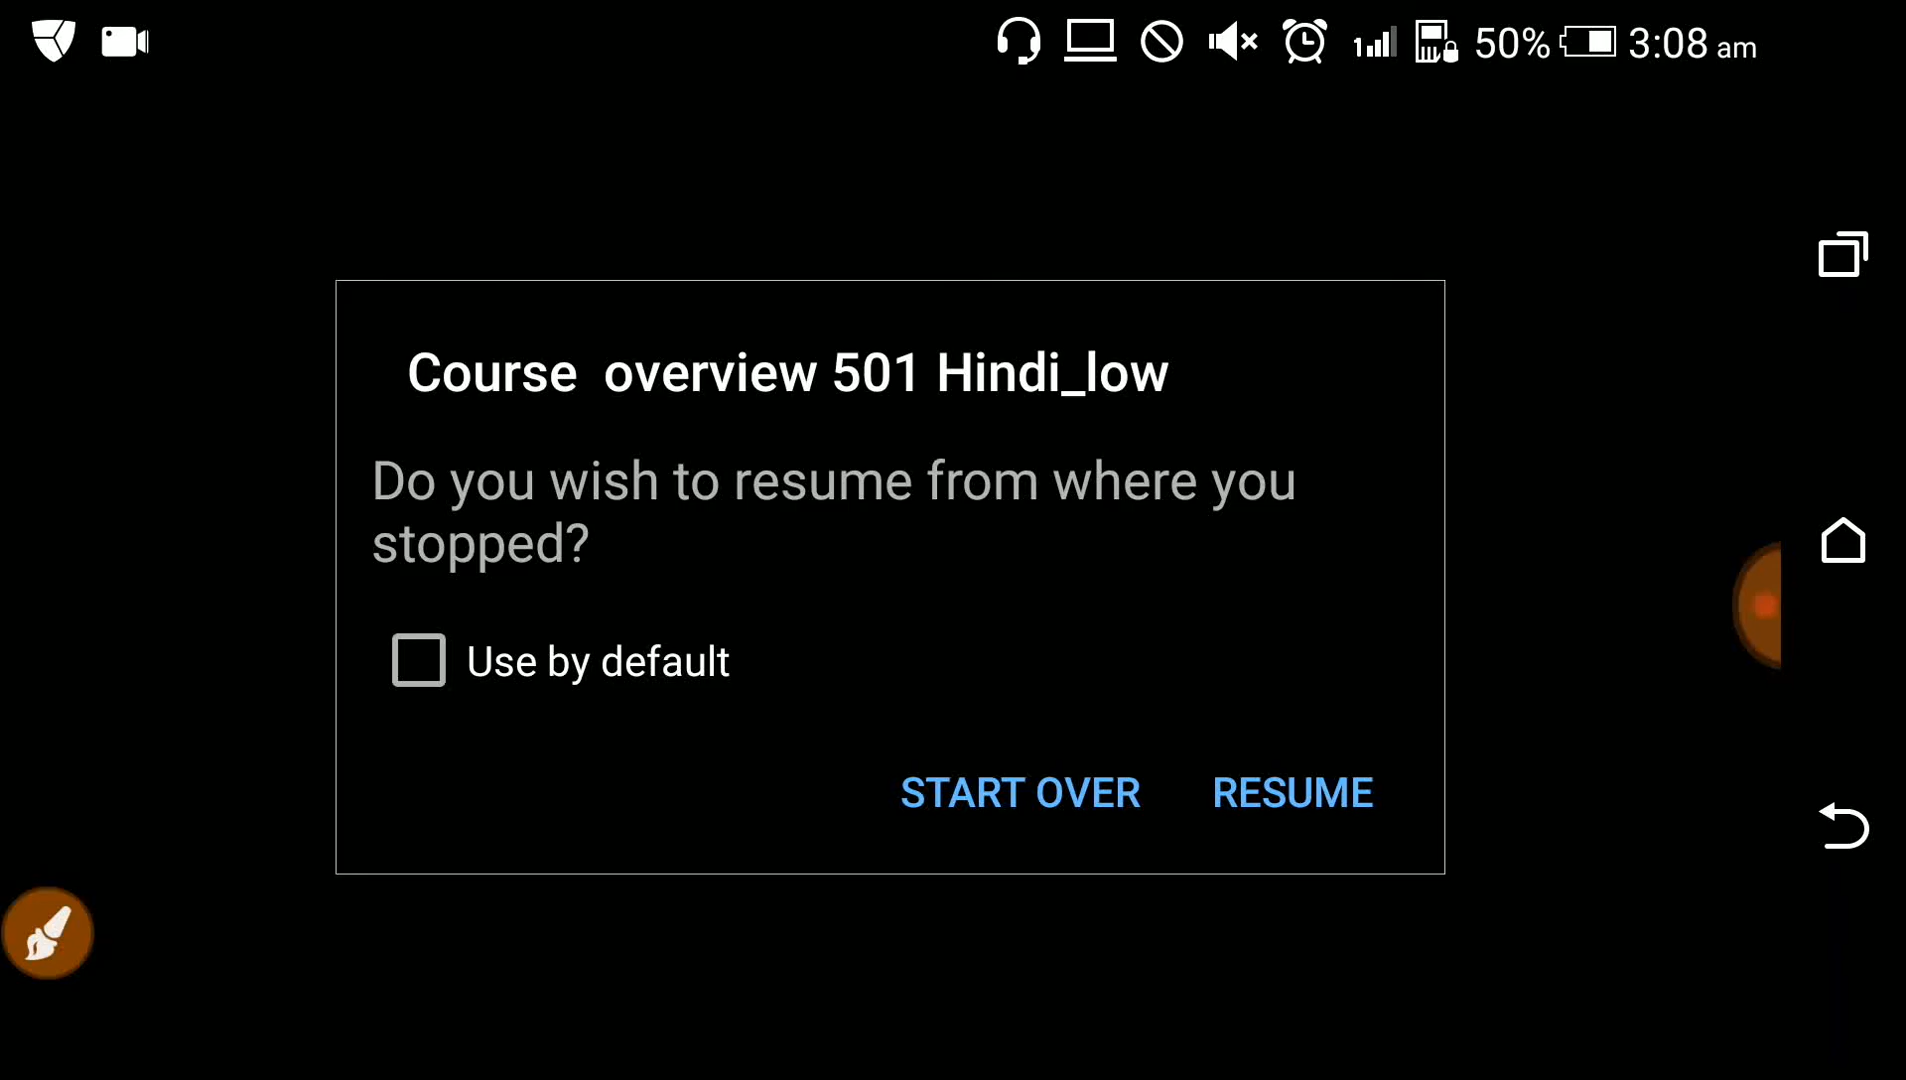 1 50% 3:08 am
Course overview 501 Hindi_low
Do you wish to resume from where you
stopped?
Use by default
START OVER RESUME